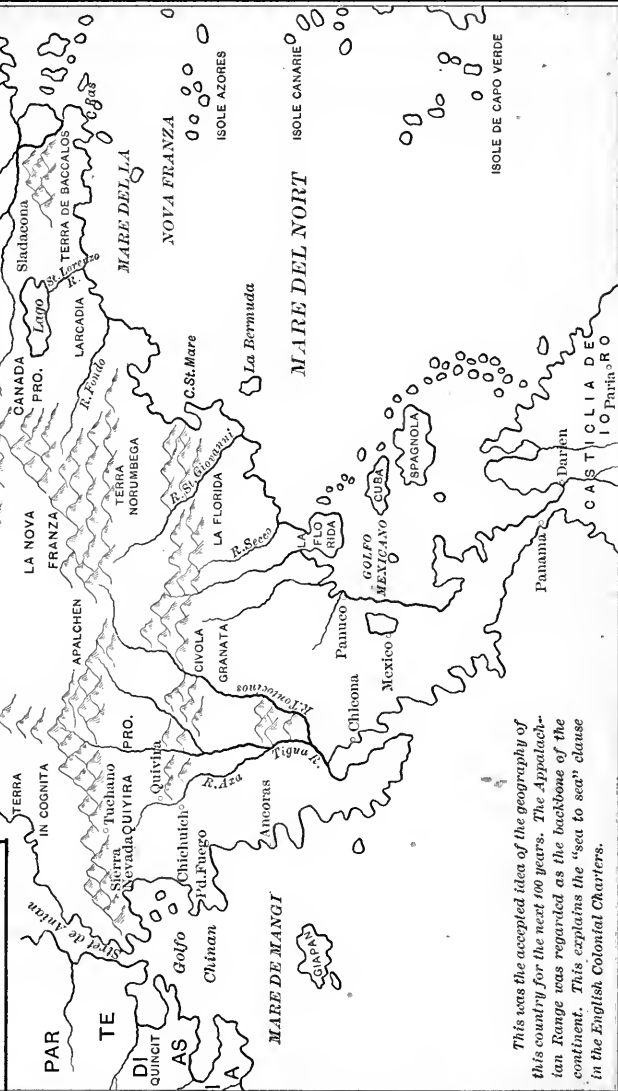 PAR
TE
DI
QUINCIT
AS
I A
Stret de Antan
TERRA
IN COGNITA
Sierra
Nevada
Tuchano
QUIVIRA
PRO.
Quivira
Golfo
Chinan
Chichuich
Pd. Fuego
R. Axa
Ancoras
Tigua R.
R. Tontocnos
MARE DE MANGI
GIAPAN
APALCHEN
CIVOLA
GRANATA
Chicona
Mexico
Panuco
GOLFO
MEXICANO
LA NOVA
FRANZA
CANADA
PRO.
Lago
St. Lorenzo
R.
Sladacona
TERRA DE BACCALOS
C. Ras
LARCADIA
R. Fondo
TERRA
NORUMBEGA
C. St. Mare
R. St. Giovanni
LA FLORIDA
R. Secco
LA
FLO
RIDA
CUBA
SPAGNOLA
La Bermuda
MARE DEL LA
NOVA FRANZA
MARE DEL NORT
ISOLE AZORES
ISOLE CANARIE
ISOLE DE CAPO VERDE
Panama
Darien
CASTIGLIA DE
IO RO
Paria
This was the accepted idea of the geography of
this country for the next 100 years. The Appalach-
ian Range was regarded as the backbone of the
continent. This explains the "sea to sea" clause
in the English Colonial Charters.